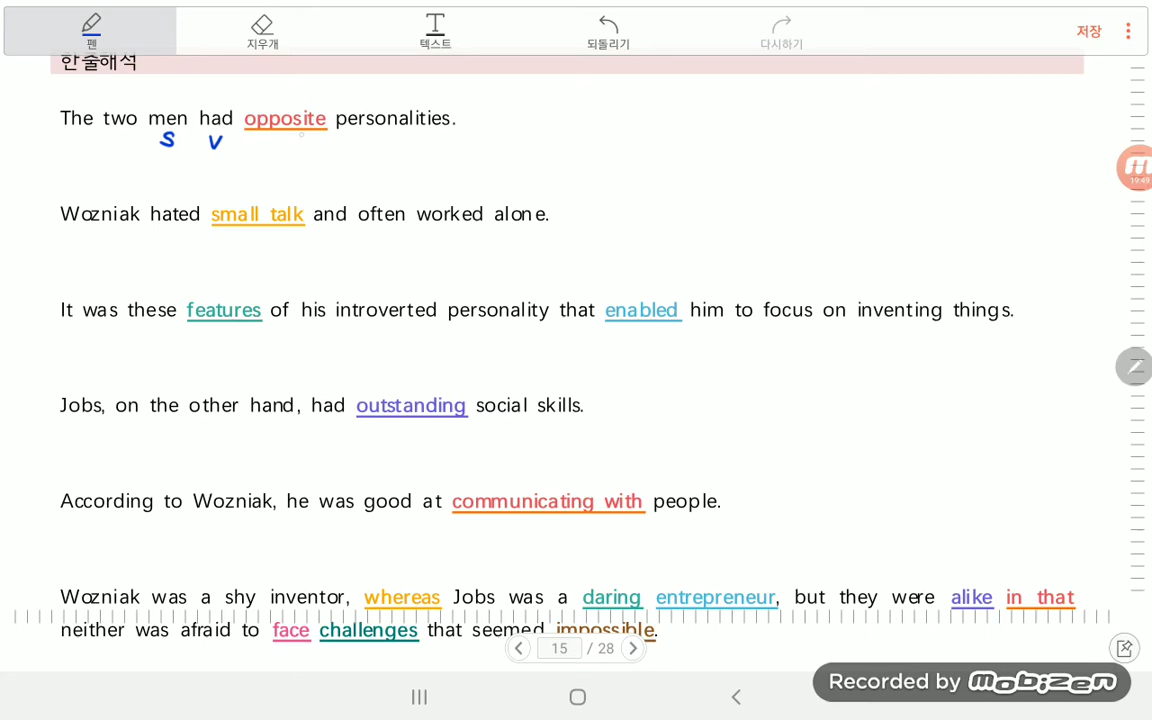 펜 지우개 텍스트 되돌리기 다시하기 저장
한줄해석
The two men had opposite personalities.
S V
19:49
Wozniak hated small talk and often worked alone.
It was these features of his introverted personality that enabled him to focus on inventing things.
Jobs, on the other hand, had outstanding social skills.
According to Wozniak, he was good at communicating with people.
Wozniak was a shy inventor, whereas Jobs was a daring entrepreneur, but they were alike in that
neither was afraid to face challenges that seemed impossible.
15 / 28
Recorded by mobizen